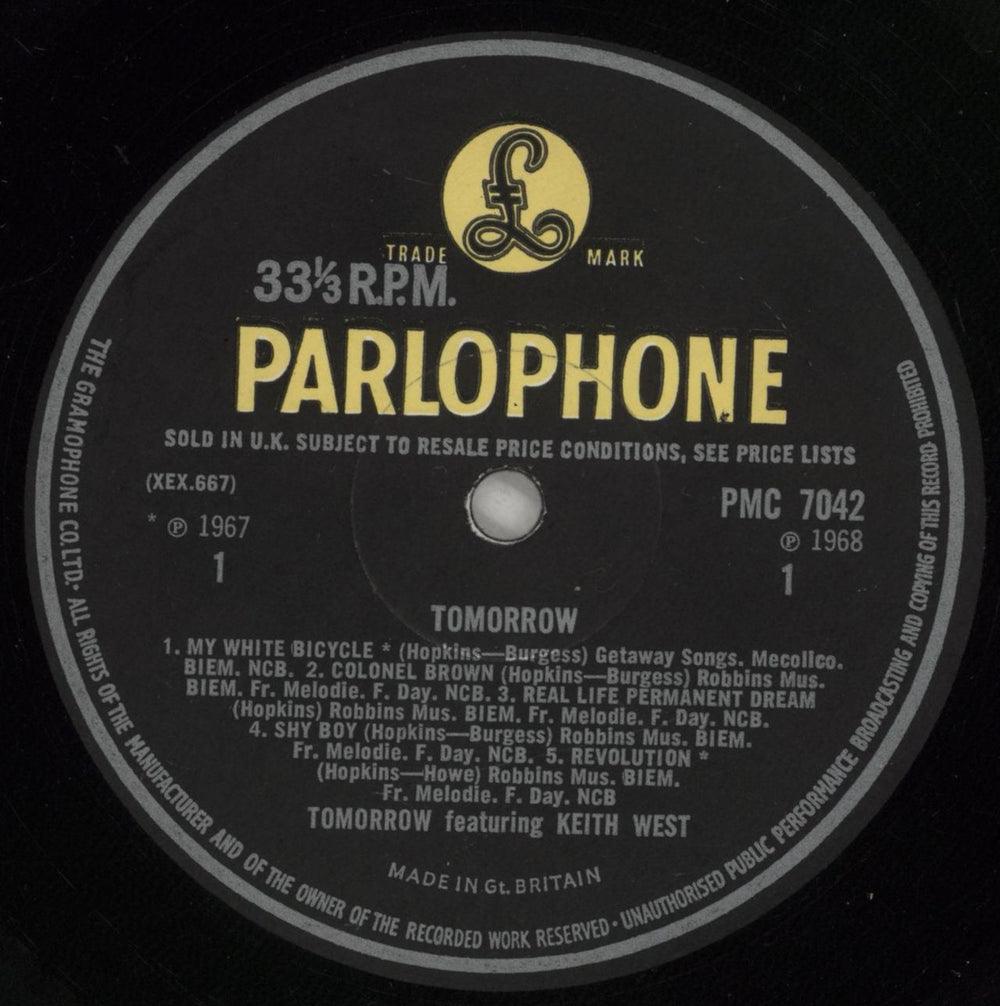 £
TRADE MARK
33⅓ R.P.M.
PARLOPHONE
SOLD IN U.K. SUBJECT TO RESALE PRICE CONDITIONS, SEE PRICE LISTS
(XEX.667)
PMC 7042
* ℗ 1967
℗ 1968
1
1
TOMORROW
1. MY WHITE BICYCLE * (Hopkins—Burgess) Getaway Songs. Mecolico.
BIEM. NCB. 2. COLONEL BROWN (Hopkins—Burgess) Robbins Mus.
BIEM. Fr. Melodie. F. Day. NCB. 3. REAL LIFE PERMANENT DREAM
(Hopkins) Robbins Mus. BIEM. Fr. Melodie. F. Day. NCB.
4. SHY BOY (Hopkins—Burgess) Robbins Mus. BIEM.
Fr. Melodie. F. Day. NCB. 5. REVOLUTION *
(Hopkins—Howe) Robbins Mus. BIEM.
Fr. Melodie. F. Day. NCB
TOMORROW featuring KEITH WEST
MADE IN Gt. BRITAIN
THE GRAMOPHONE CO. LTD. · ALL RIGHTS OF THE MANUFACTURER AND OF THE OWNER OF THE RECORDED WORK RESERVED · UNAUTHORISED PUBLIC PERFORMANCE BROADCASTING AND COPYING OF THIS RECORD PROHIBITED